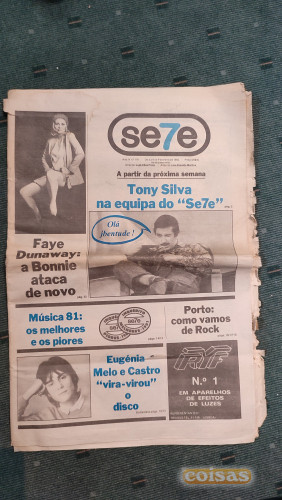 se7e
A partir da próxima semana
Tony Silva
na equipa do "Se7e"
Olá
jbentude !
Faye
Dunaway:
a Bonnie
ataca
de novo
Música 81:
os melhores
e os piores
se7e
Porto:
como vamos
de Rock
Eugénia
Melo e Castro
"vira-virou"
o
disco
N.º 1
EM APARELHOS
DE EFEITOS
DE LUZES
coisas